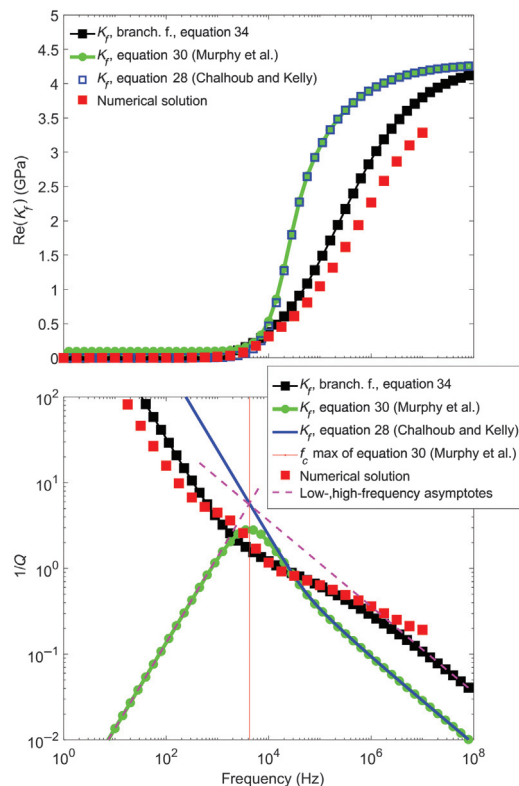 K_f, branch. f., equation 34
K_f, equation 30 (Murphy et al.)
K_f, equation 28 (Chalhoub and Kelly)
Numerical solution
5
4.5
4
3.5
3
2.5
2
1.5
1
0.5
0
Re(K_f) (GPa)
K_f, branch. f., equation 34
K_f, equation 30 (Murphy et al.)
K_f, equation 28 (Chalhoub and Kelly)
f_c max of equation 30 (Murphy et al.)
Numerical solution
Low-,high-frequency asymptotes
10^2
10^1
10^0
10^−1
10^−2
1/Q
10^0 10^2 10^4 10^6 10^8
Frequency (Hz)